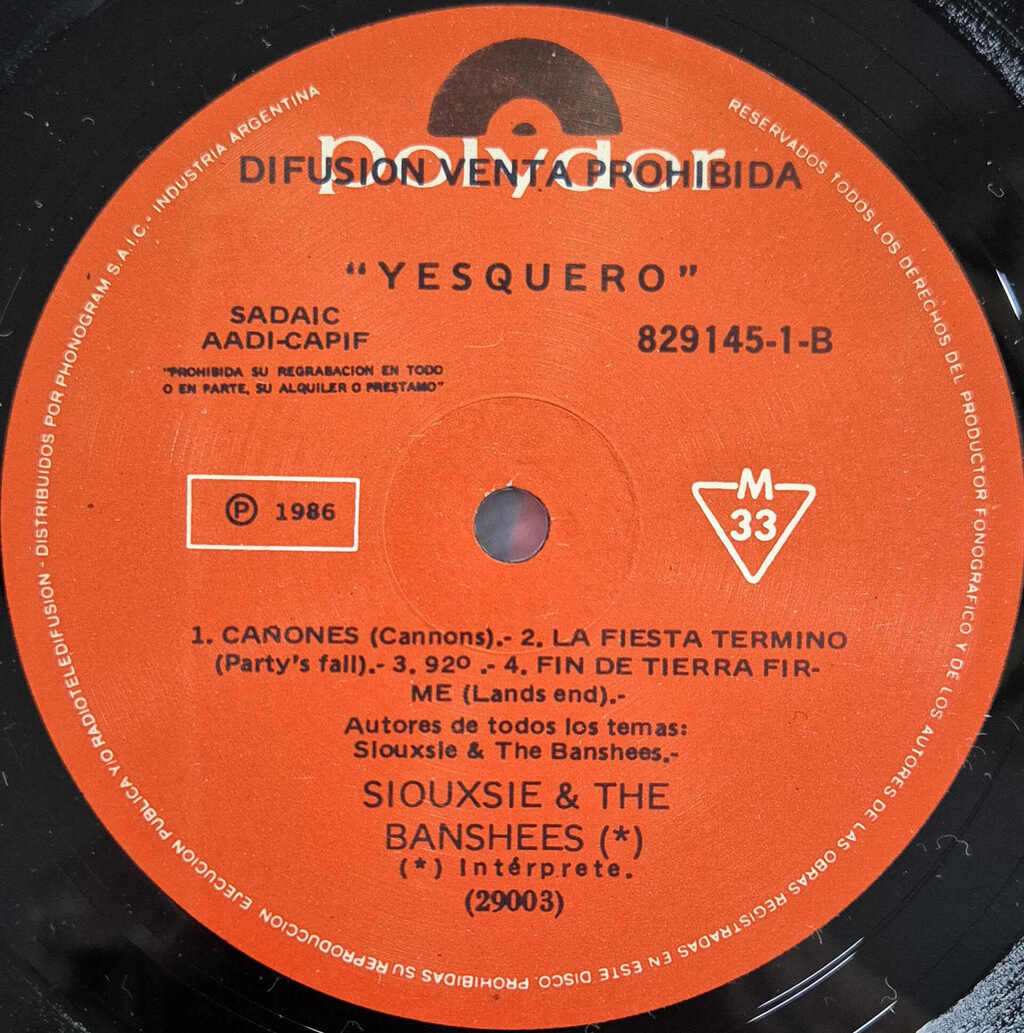 polydor
DIFUSION VENTA PROHIBIDA
"YESQUERO"
SADAIC
AADI-CAPIF
829145-1-B
"PROHIBIDA SU REGRABACION EN TODO
O EN PARTE, SU ALQUILER O PRESTAMO"
Ⓟ 1986
M
33
1. CAÑONES (Cannons).- 2. LA FIESTA TERMINO
(Party's fall).- 3. 92º .- 4. FIN DE TIERRA FIR-
ME (Lands end).-
Autores de todos los temas:
Siouxsie & The Banshees.-
SIOUXSIE & THE
BANSHEES (*)
(*) Intérprete.
(29003)
RESERVADOS TODOS LOS DERECHOS DEL PRODUCTOR FONOGRAFICO Y DE LOS AUTORES DE LAS OBRAS REGISTRADAS EN ESTE DISCO. PROHIBIDAS SU REPRODUCCION EJECUCION PUBLICA Y/O RADIOTELEDIFUSION - DISTRIBUIDOS POR PHONOGRAM S.A.I.C.- INDUSTRIA ARGENTINA